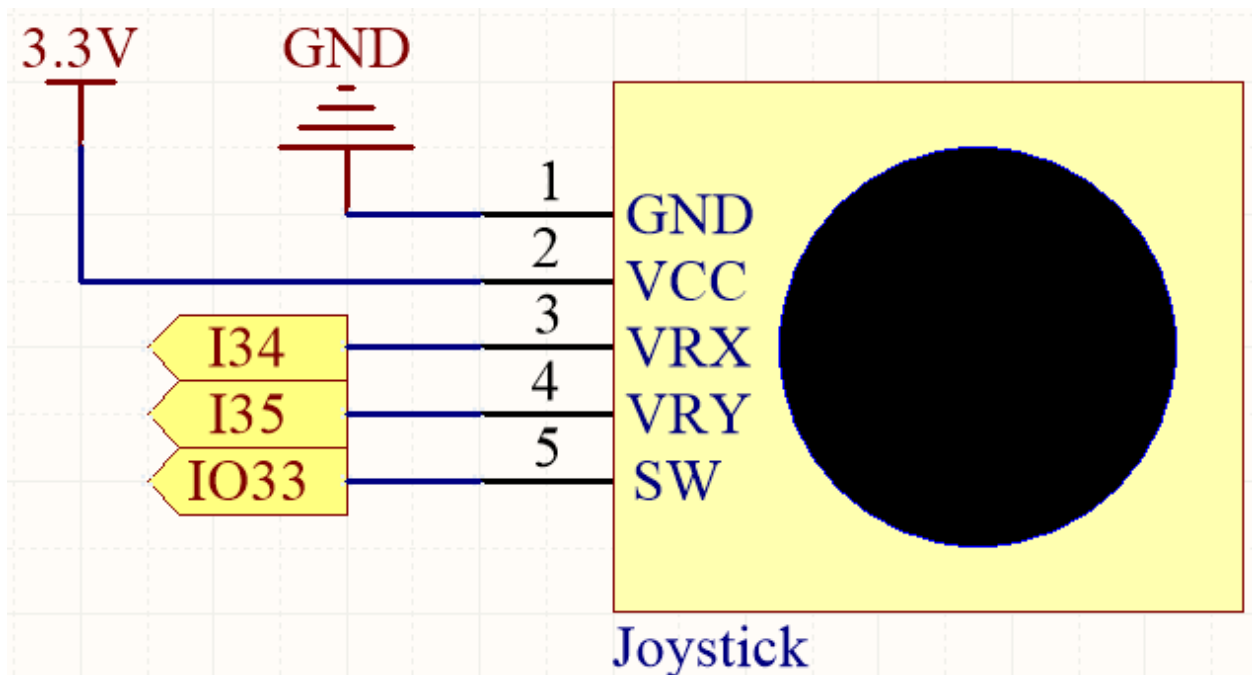 3.3V
GND
1
GND
2
VCC
I34
3
VRX
I35
4
VRY
IO33
5
SW
Joystick